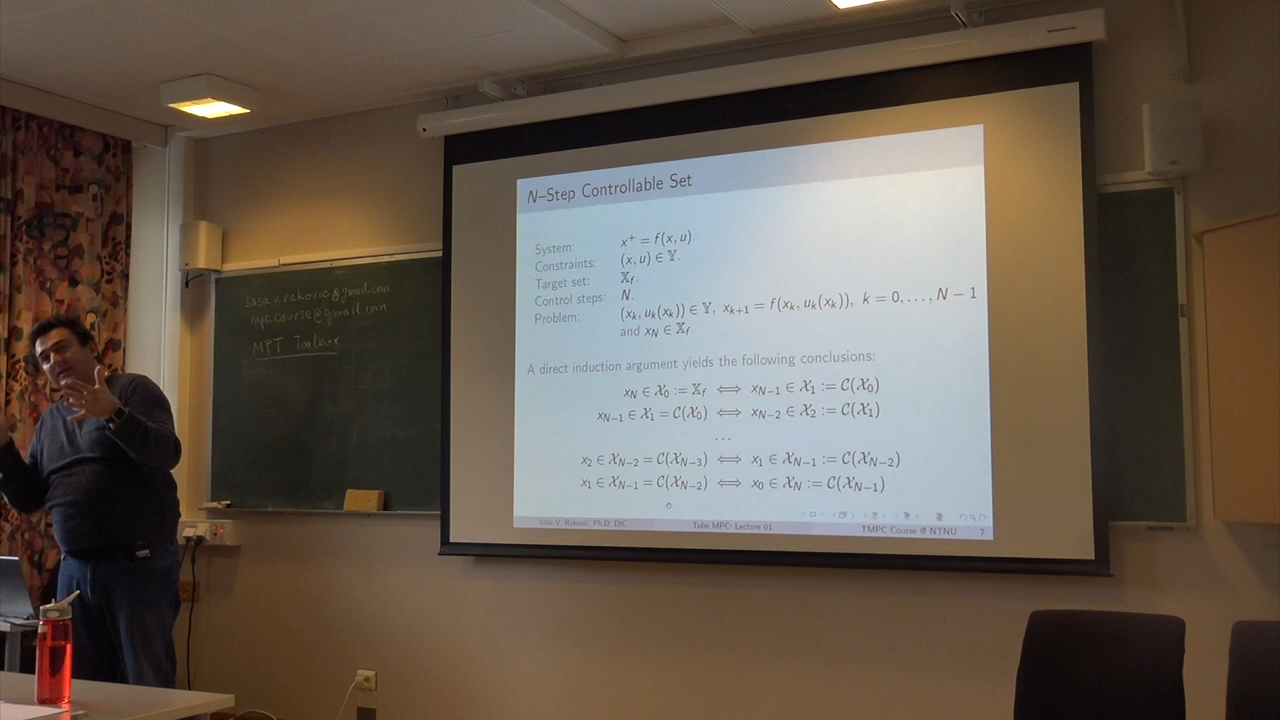 sasa.v.rakovic@gmail.com
mpc.course@gmail.com
MPT Toolbox
N–Step Controllable Set
System: x⁺ = f(x, u).
Constraints: (x, u) ∈ 𝕐.
Target set: 𝕏_f.
Control steps: N.
Problem: (x_k, u_k(x_k)) ∈ 𝕐, x_{k+1} = f(x_k, u_k(x_k)), k = 0, . . . , N − 1
and x_N ∈ 𝕏_f
A direct induction argument yields the following conclusions:
x_N ∈ 𝒳_0 := 𝕏_f ⟺ x_{N−1} ∈ 𝒳_1 := 𝒞(𝒳_0)
x_{N−1} ∈ 𝒳_1 = 𝒞(𝒳_0) ⟺ x_{N−2} ∈ 𝒳_2 := 𝒞(𝒳_1)
. . .
x_2 ∈ 𝒳_{N−2} = 𝒞(𝒳_{N−3}) ⟺ x_1 ∈ 𝒳_{N−1} := 𝒞(𝒳_{N−2})
x_1 ∈ 𝒳_{N−1} = 𝒞(𝒳_{N−2}) ⟺ x_0 ∈ 𝒳_N := 𝒞(𝒳_{N−1})
Saša V. Raković, Ph.D. DIC Tube MPC: Lecture 01 TMPC Course @ NTNU 7